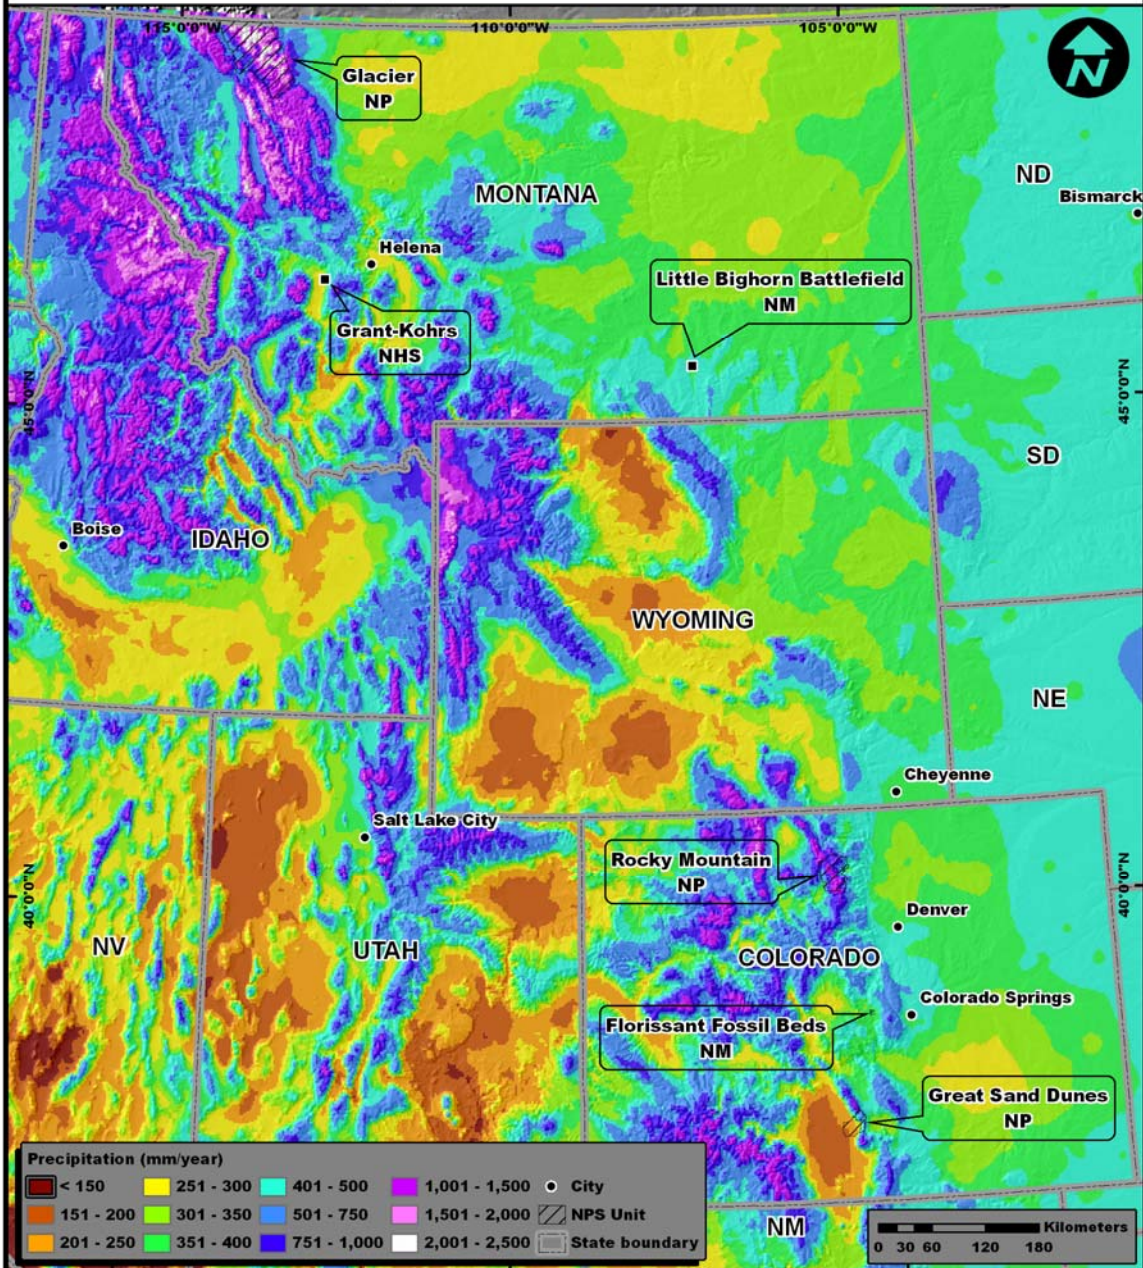 115°0'0"W
110°0'0"W
105°0'0"W
N
Glacier
NP
MONTANA
ND
Bismarck
Helena
Little Bighorn Battlefield
NM
Grant-Kohrs
NHS
45°0'0"N
45°0'0"N
SD
Boise
IDAHO
WYOMING
NE
Cheyenne
Salt Lake City
Rocky Mountain
NP
40°0'0"N
40°0'0"N
Denver
NV
UTAH
COLORADO
Colorado Springs
Florissant Fossil Beds
NM
Great Sand Dunes
NP
NM
Precipitation (mm/year)
< 150
151 - 200
201 - 250
251 - 300
301 - 350
351 - 400
401 - 500
501 - 750
751 - 1,000
1,001 - 1,500
1,501 - 2,000
2,001 - 2,500
City
NPS Unit
State boundary
Kilometers
0 30 60 120 180